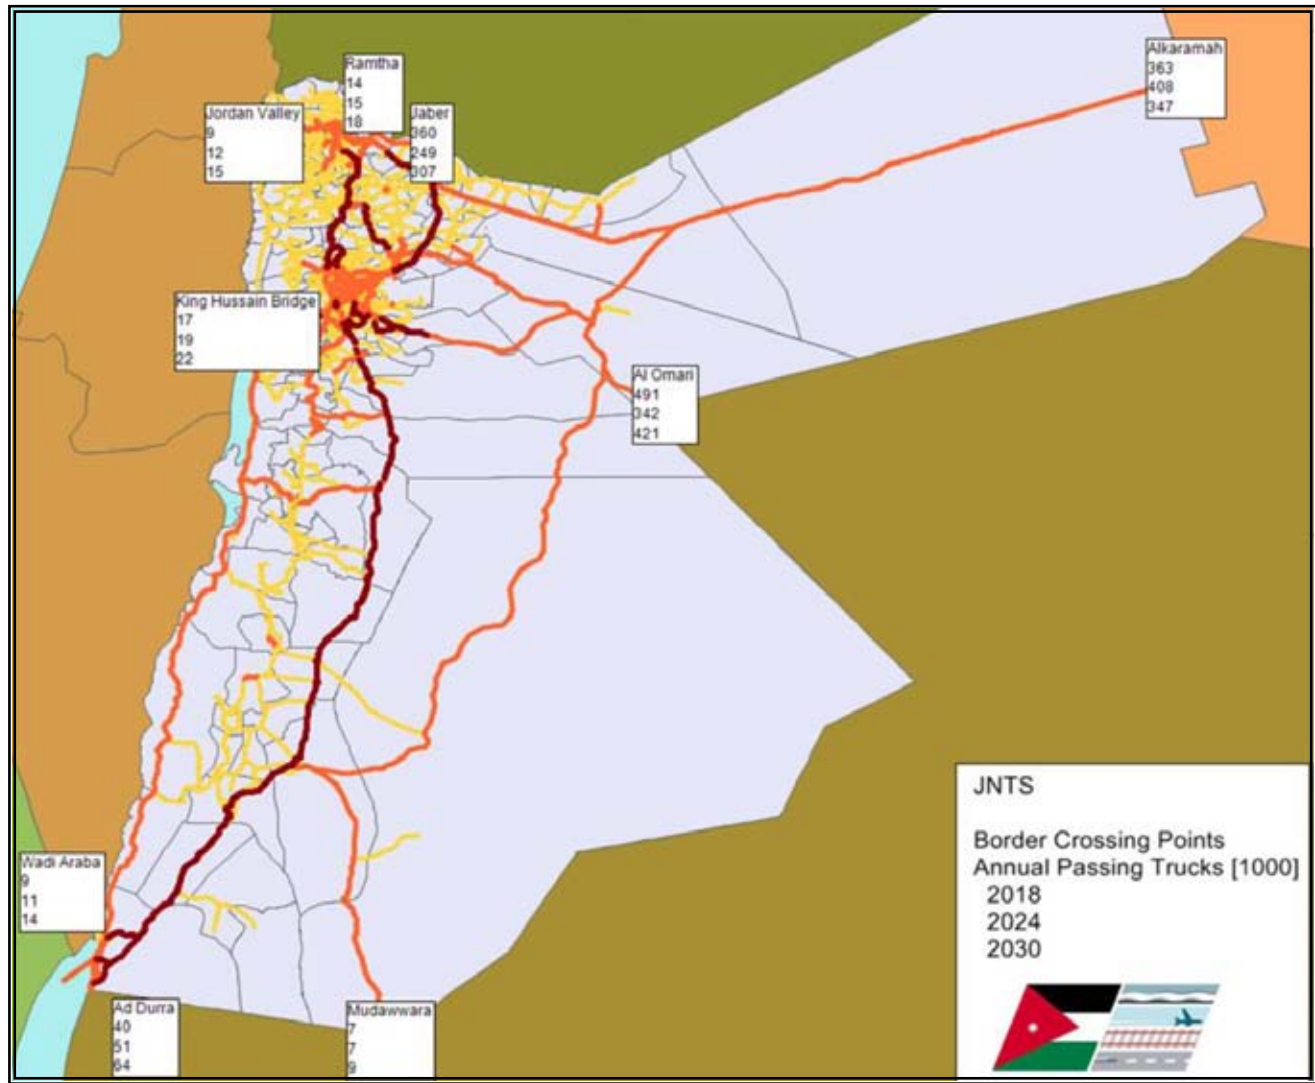 Ramtha
14
15
18
Alkaramah
363
408
347
Jordan Valley
9
12
15
Jaber
360
249
307
King Hussain Bridge
17
19
22
Al Omari
491
342
421
Wadi Araba
9
11
14
Ad Durra
40
51
64
Mudawwara
7
7
9
JNTS
Border Crossing Points
Annual Passing Trucks [1000]
2018
2024
2030